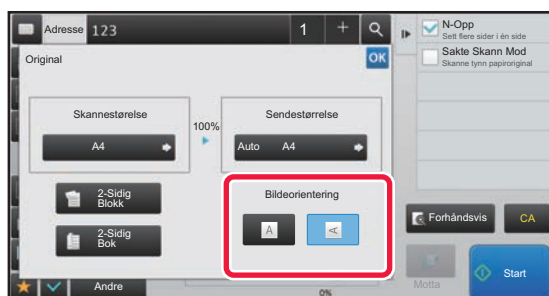 Adresse 123 1 +
N-Opp
Sett flere sider i én side
Sakte Skann Mod
Skanne tynn papiroriginal
Original
OK
Skannestørelse
A4
100%
Sendestørrelse
Auto A4
2-Sidig
Blokk
2-Sidig
Bok
Bildeorientering
A A
Forhåndsvis
CA
Motta
Start
Andre
0%